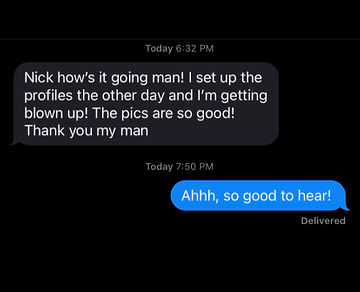 Today 6:32 PM
Nick how's it going man! I set up the
profiles the other day and I'm getting
blown up! The pics are so good!
Thank you my man
Today 7:50 PM
Ahhh, so good to hear!
Delivered